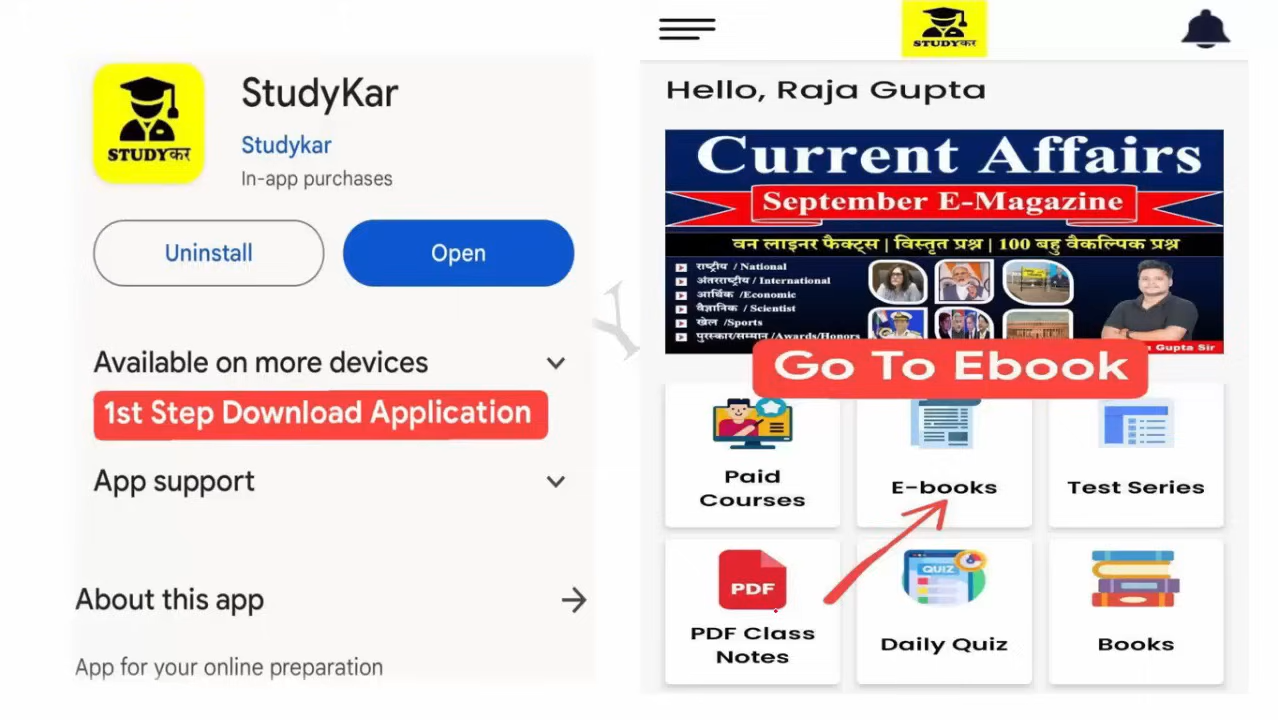 STUDYकर
StudyKar
Studykar
In-app purchases
Uninstall
Open
Available on more devices
1st Step Download Application
App support
About this app
App for your online preparation
STUDYकर
Hello, Raja Gupta
Current Affairs
September E-Magazine
वन लाइनर फैक्ट्स | विस्तृत प्रश्न | 100 बहु वैकल्पिक प्रश्न
राष्ट्रीय / National
अंतरराष्ट्रीय / International
आर्थिक /Economic
वैज्ञानिक / Scientist
खेल /Sports
पुरस्कार/सम्मान /Awards/Honors
Gupta Sir
Go To Ebook
Paid
Courses
E-books
Test Series
PDF
PDF Class
Notes
QUIZ
Daily Quiz
Books